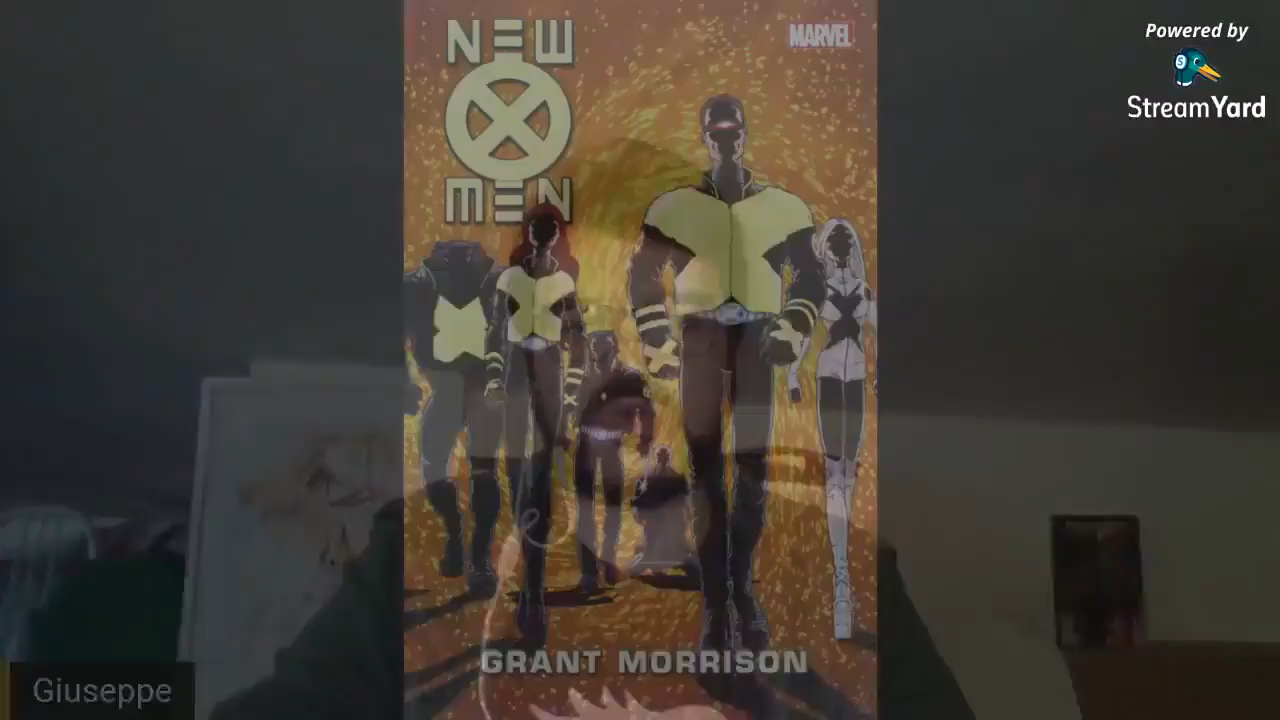 NEW
MEN
MARVEL
Powered by
StreamYard
GRANT MORRISON
Giuseppe